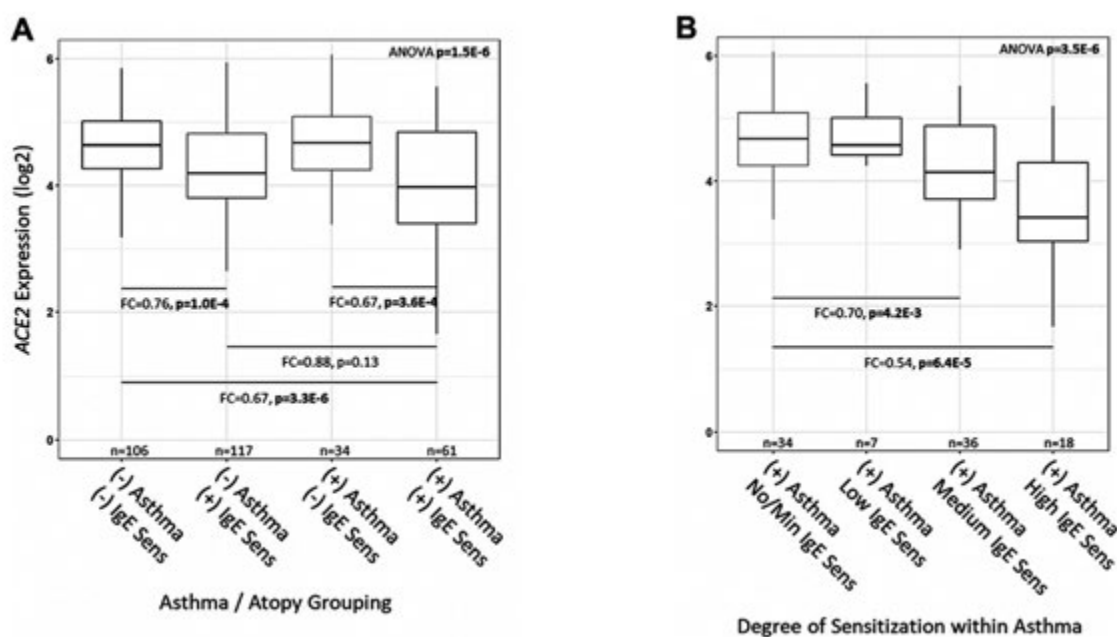 A
ANOVA p=1.5E-6
6
4
2
0
ACE2 Expression (log2)
FC=0.76, p=1.0E-4
FC=0.67, p=3.6E-4
FC=0.88, p=0.13
FC=0.67, p=3.3E-6
n=106
n=117
n=34
n=61
(-) Asthma
(-) IgE Sens
(-) Asthma
(+) IgE Sens
(+) Asthma
(-) IgE Sens
(+) Asthma
(+) IgE Sens
Asthma / Atopy Grouping
B
ANOVA p=3.5E-6
6
4
2
0
FC=0.70, p=4.2E-3
FC=0.54, p=6.4E-5
n=34
n=7
n=36
n=18
(+) Asthma
No/Min IgE Sens
(+) Asthma
Low IgE Sens
(+) Asthma
Medium IgE Sens
(+) Asthma
High IgE Sens
Degree of Sensitization within Asthma